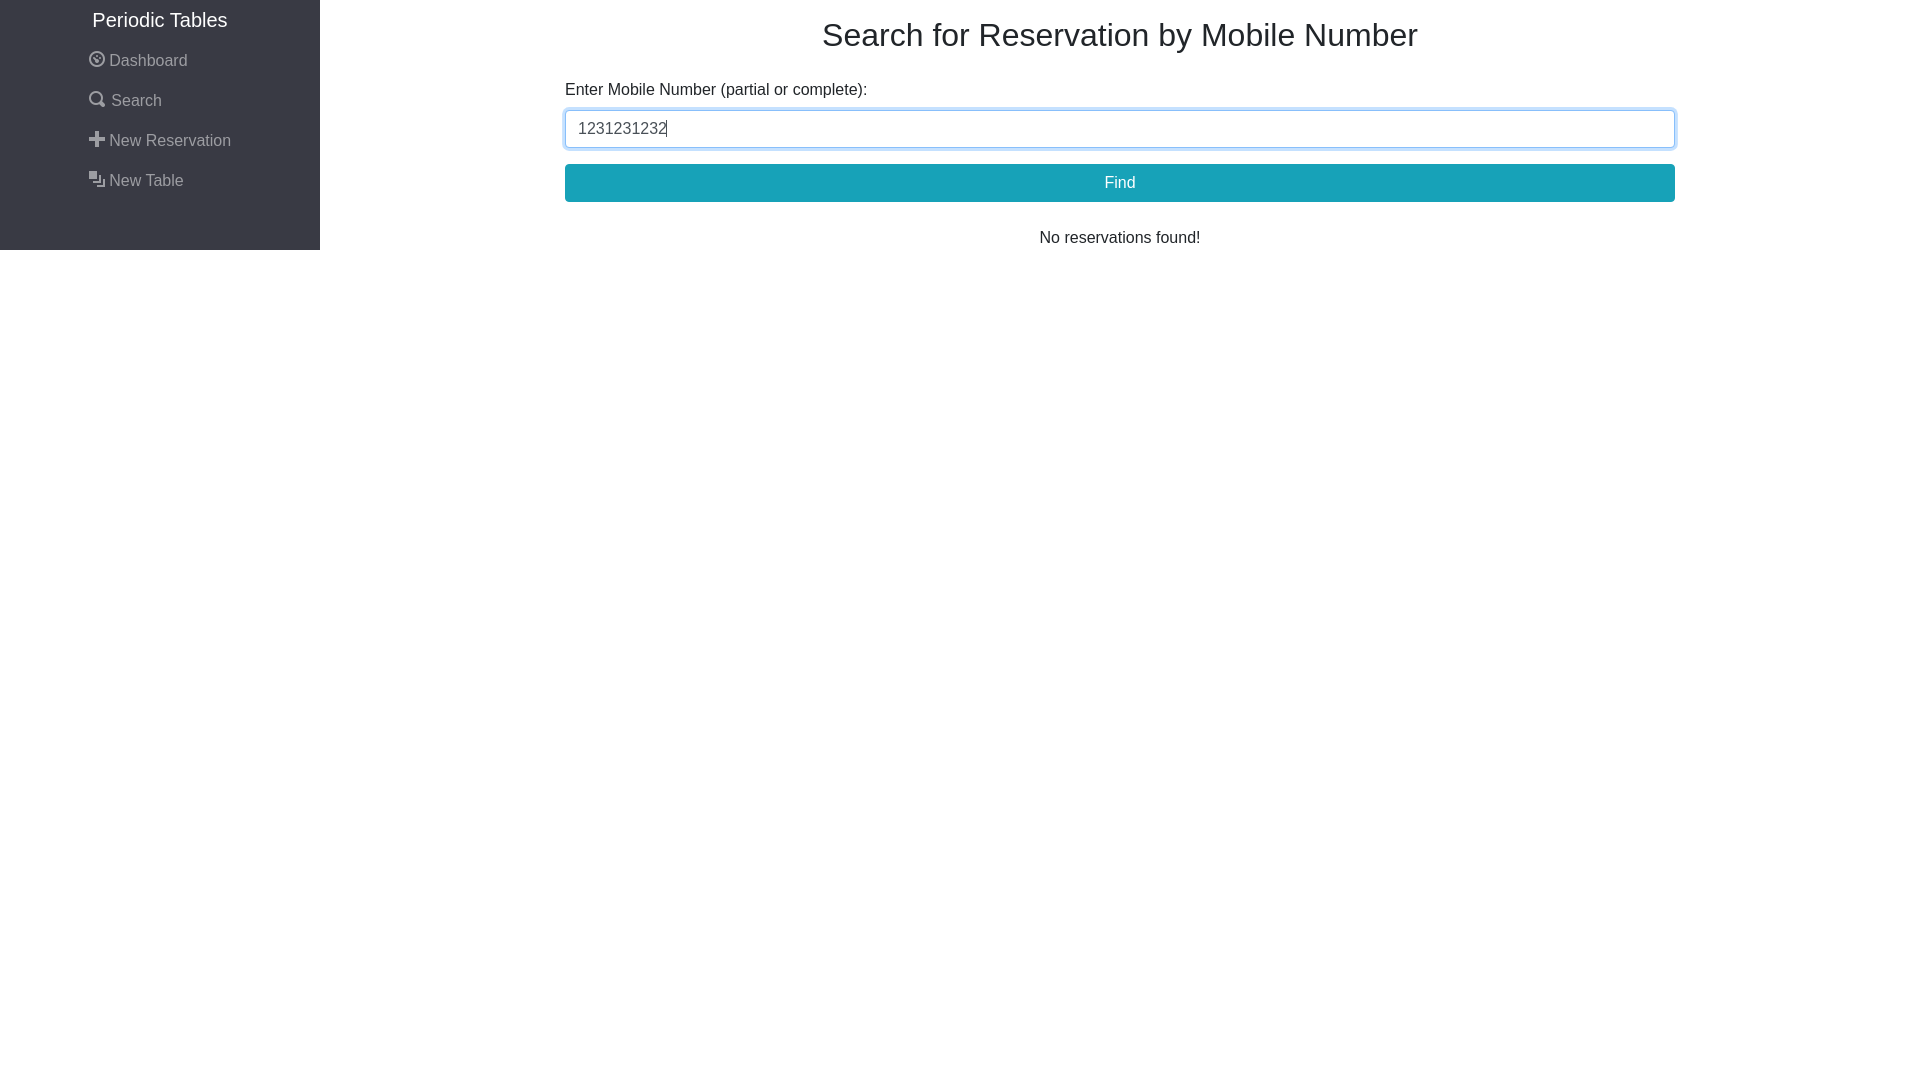 Periodic Tables
Dashboard
Search
New Reservation
New Table
Search for Reservation by Mobile Number
Enter Mobile Number (partial or complete):
1231231232
Find
No reservations found!